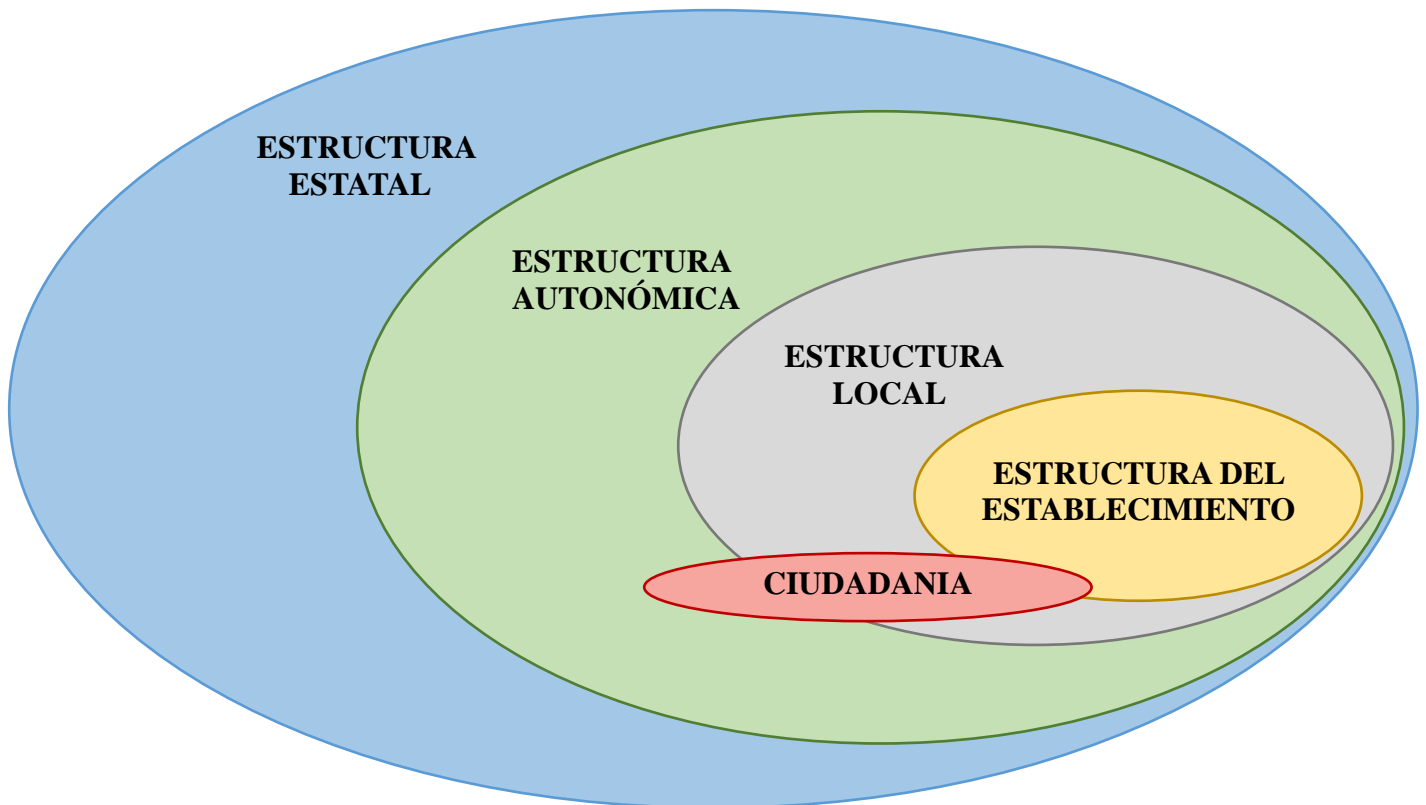 ESTRUCTURA
ESTATAL
ESTRUCTURA
AUTONÓMICA
ESTRUCTURA
LOCAL
ESTRUCTURA DEL
ESTABLECIMIENTO
CIUDADANIA